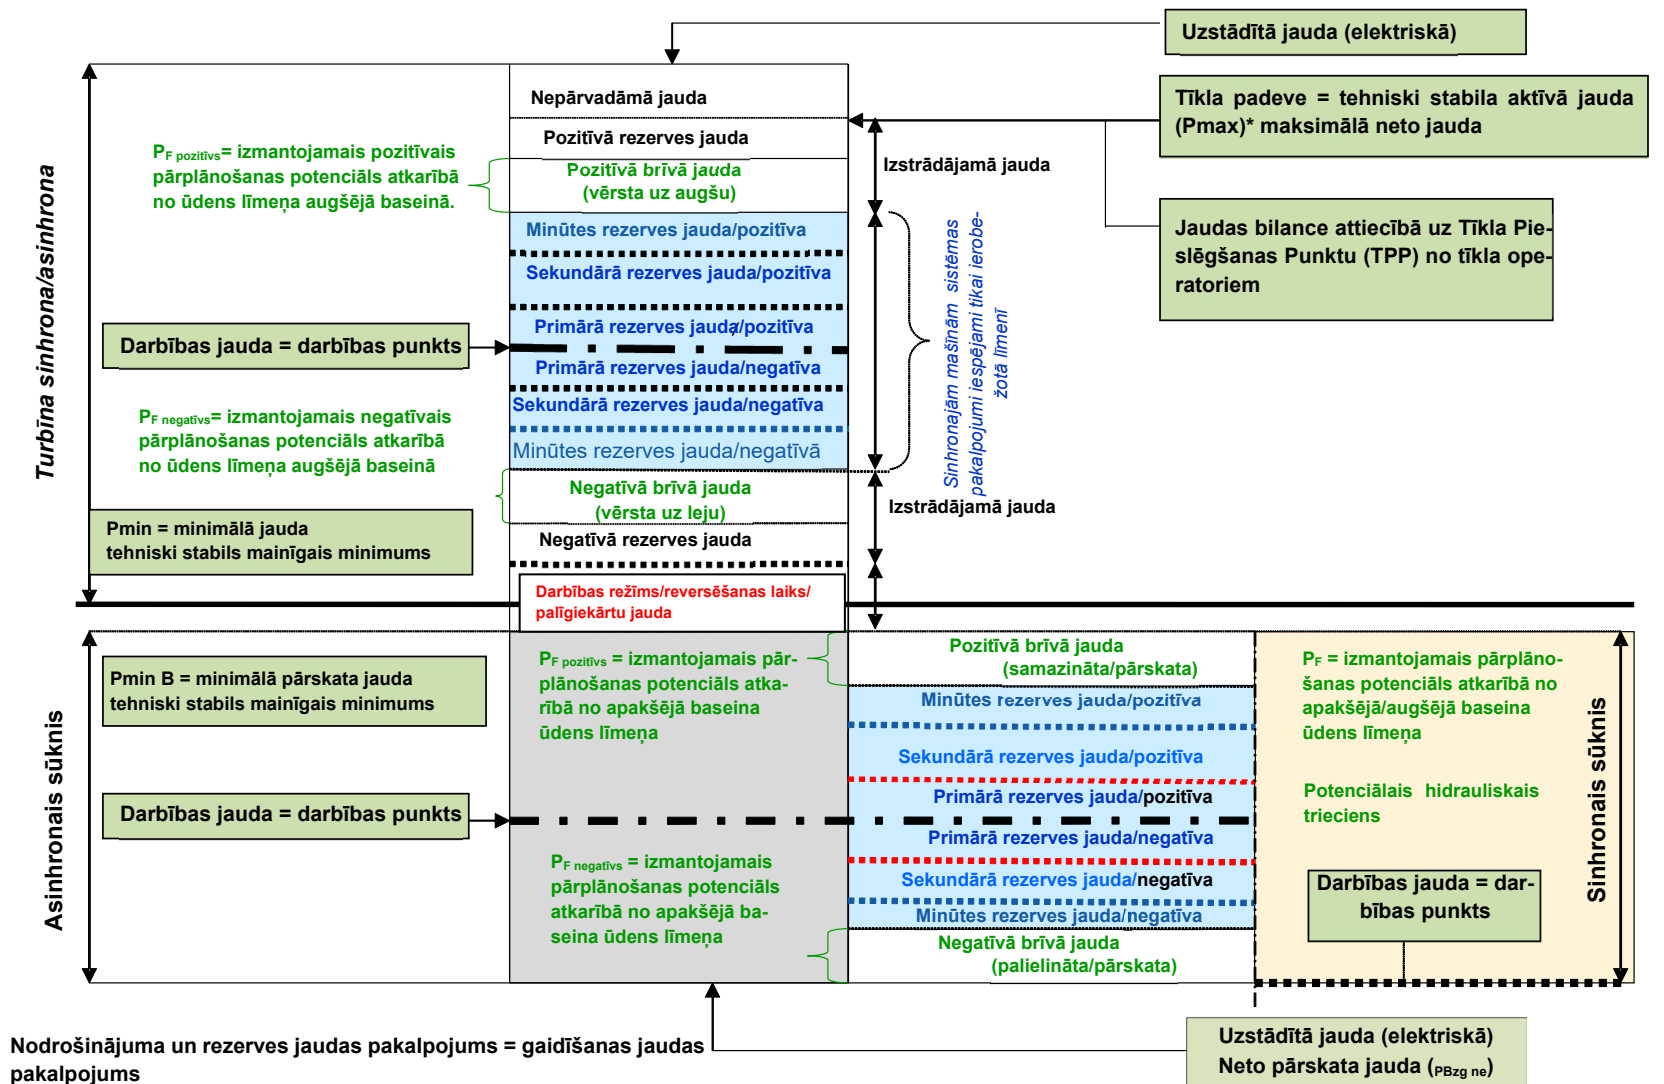 Uzstādītā jauda (elektriskā)
Nepārvadāmā jauda
Tīkla padeve = tehniski stabila aktīvā jauda
(Pmax)* maksimālā neto jauda
Pozitīvā rezerves jauda
PF pozitīvs= izmantojamais pozitīvais
pārplānošanas potenciāls atkarībā
no ūdens līmeņa augšējā baseinā.
Pozitīvā brīvā jauda
(vērsta uz augšu)
Izstrādājamā jauda
Jaudas bilance attiecībā uz Tīkla Pie-
slēgšanas Punktu (TPP) no tīkla ope-
ratoriem
Turbīna sinhrona/asinhrona
Minūtes rezerves jauda/pozitīva
Sekundārā rezerves jauda/pozitīva
Primārā rezerves jauda/pozitīva
Darbības jauda = darbības punkts
Primārā rezerves jauda/negatīva
Sekundārā rezerves jauda/negatīva
Minūtes rezerves jauda/negatīvā
Sinhronajām mašīnām sistēmas
pakalpojumi iespējami tikai ierobe-
žotā līmenī
PF negatīvs= izmantojamais negatīvais
pārplānošanas potenciāls atkarībā
no ūdens līmeņa augšējā baseinā
Negatīvā brīvā jauda
(vērsta uz leju)
Izstrādājamā jauda
Pmin = minimālā jauda
tehniski stabils mainīgais minimums
Negatīvā rezerves jauda
Darbības režīms/reversēšanas laiks/
palīgiekārtu jauda
Asinhronais sūknis
Pmin B = minimālā pārskata jauda
tehniski stabils mainīgais minimums
PF pozitīvs = izmantojamais pār-
plānošanas potenciāls atka-
rībā no apakšējā baseina
ūdens līmeņa
Pozitīvā brīvā jauda
(samazināta/pārskata)
Minūtes rezerves jauda/pozitīva
Sekundārā rezerves jauda/pozitīva
Primārā rezerves jauda/pozitīva
Darbības jauda = darbības punkts
Primārā rezerves jauda/negatīva
Sekundārā rezerves jauda/negatīva
Minūtes rezerves jauda/negatīva
Negatīvā brīvā jauda
(palielināta/pārskata)
PF negatīvs = izmantojamais
pārplānošanas potenciāls
atkarībā no apakšējā ba-
seina ūdens līmeņa
PF = izmantojamais pārplāno-
šanas potenciāls atkarībā no
apakšējā/augšējā baseina
ūdens līmeņa
Potenciālais hidrauliskais
trieciens
Darbības jauda = dar-
bības punkts
Sinhronais sūknis
Nodrošinājuma un rezerves jaudas pakalpojums = gaidīšanas jaudas
pakalpojums
Uzstādītā jauda (elektriskā)
Neto pārskata jauda (PBzg ne)